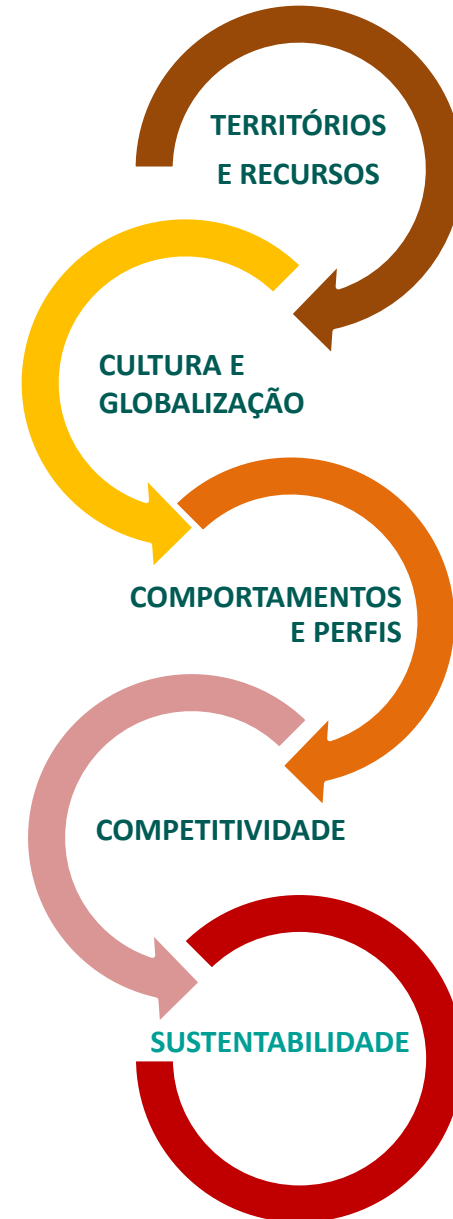 TERRITÓRIOS
E RECURSOS
CULTURA E
GLOBALIZAÇÃO
COMPORTAMENTOS
E PERFIS
COMPETITIVIDADE
SUSTENTABILIDADE